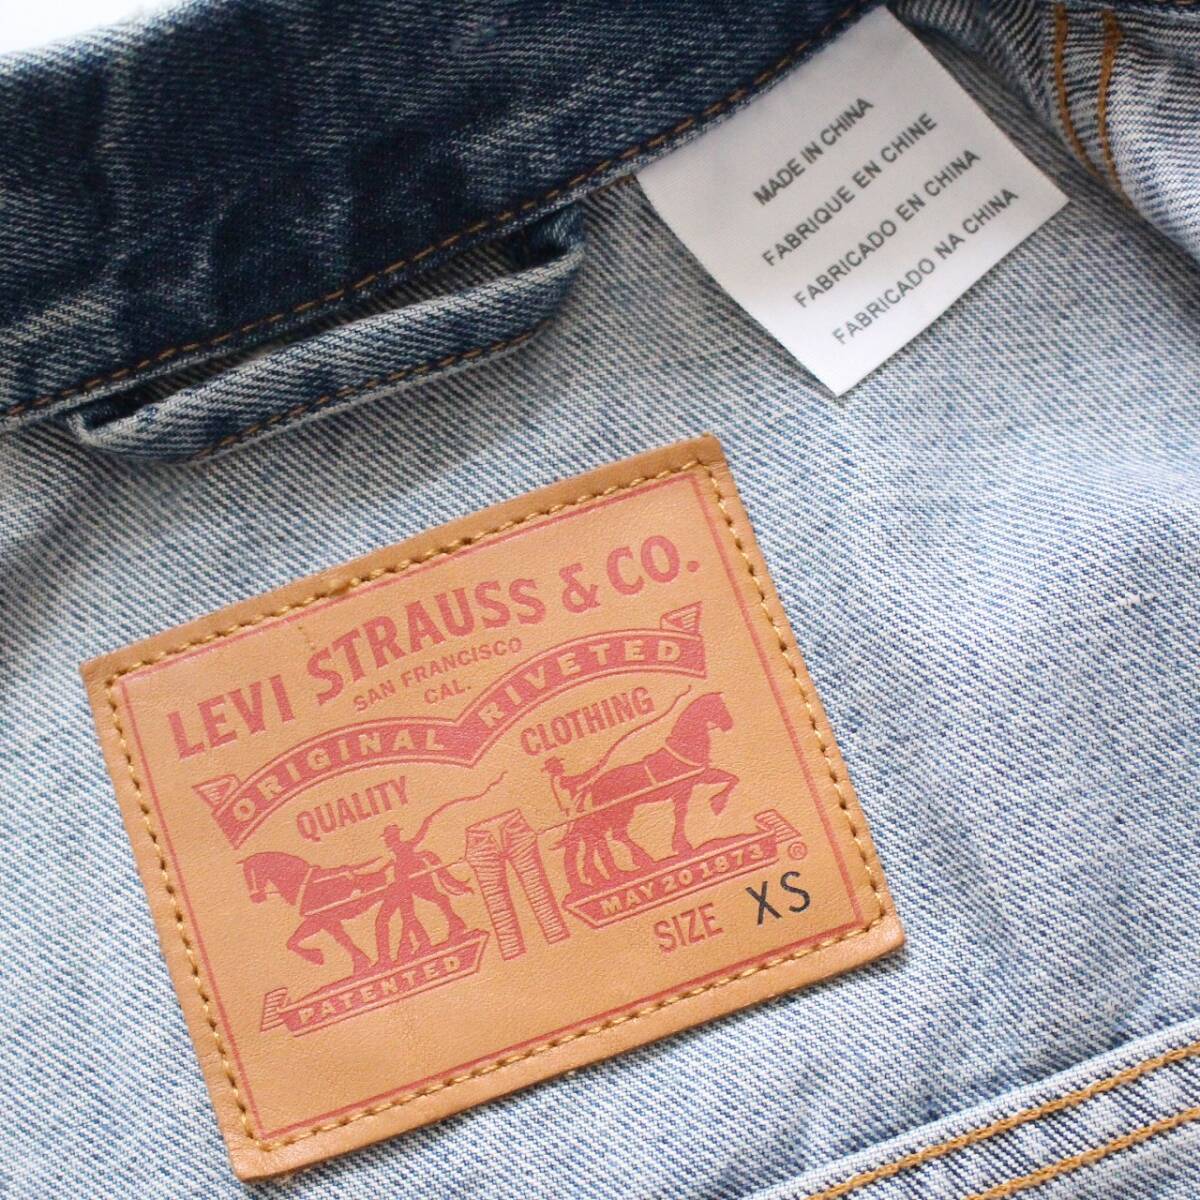 MADE IN CHINA
FABRIQUE EN CHINE
FABRICADO EN CHINA
FABRICADO NA CHINA
LEVI STRAUSS & CO.
SAN FRANCISCO
CAL.
ORIGINAL RIVETED
QUALITY CLOTHING
PATENTED
MAY 20 1873 ®
SIZE XS